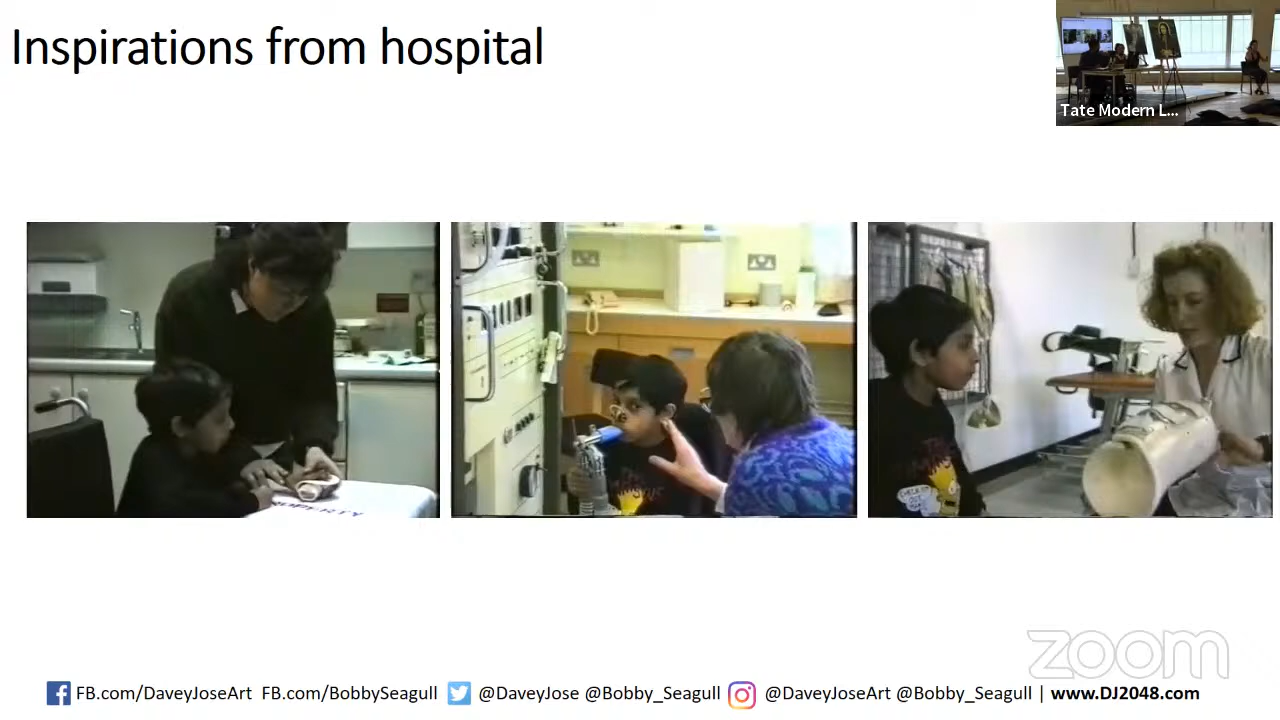 Inspirations from hospital
Tate Modern L...
PROPERTY
zoom
FB.com/DaveyJoseArt FB.com/BobbySeagull @DaveyJose @Bobby_Seagull @DaveyJoseArt @Bobby_Seagull | www.DJ2048.com